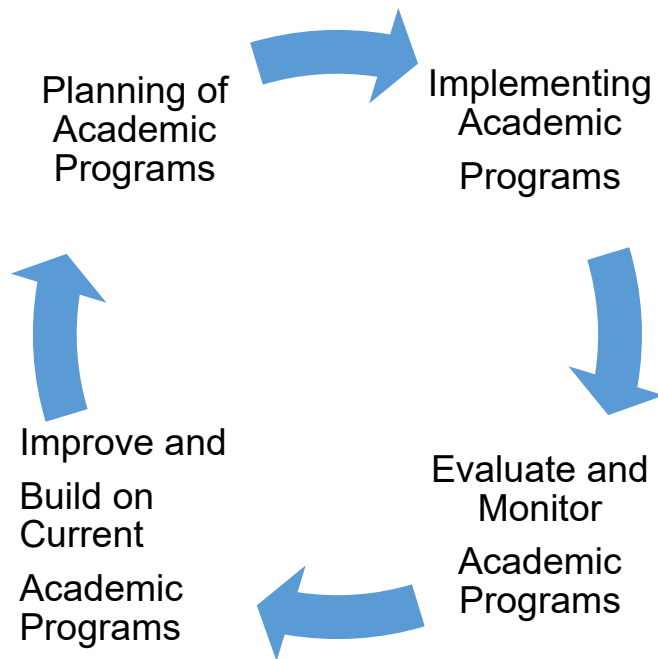 Planning of
Academic
Programs
Implementing
Academic
Programs
Evaluate and
Monitor
Academic
Programs
Improve and
Build on
Current
Academic
Programs